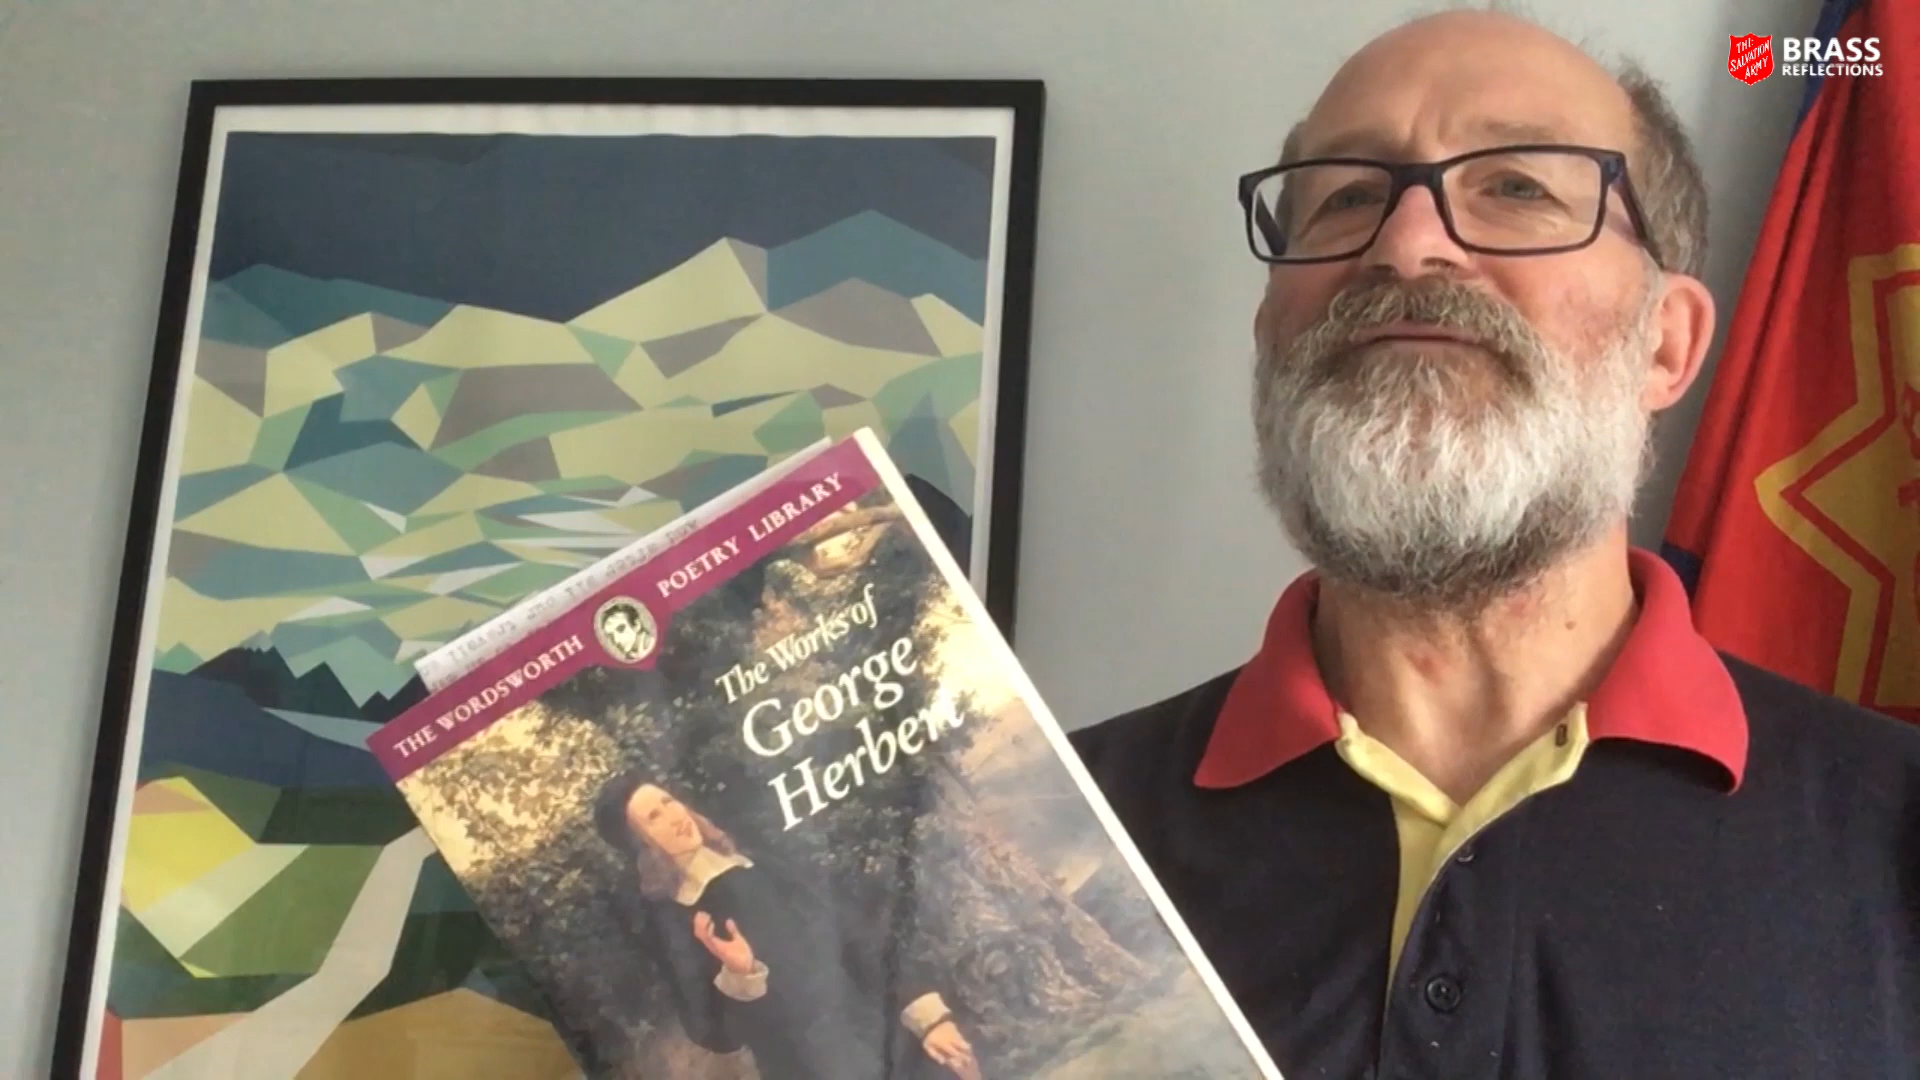 THE
SALVATION
ARMY
BRASS
REFLECTIONS
THE WORDSWORTH POETRY LIBRARY
The Works of
George
Herbert